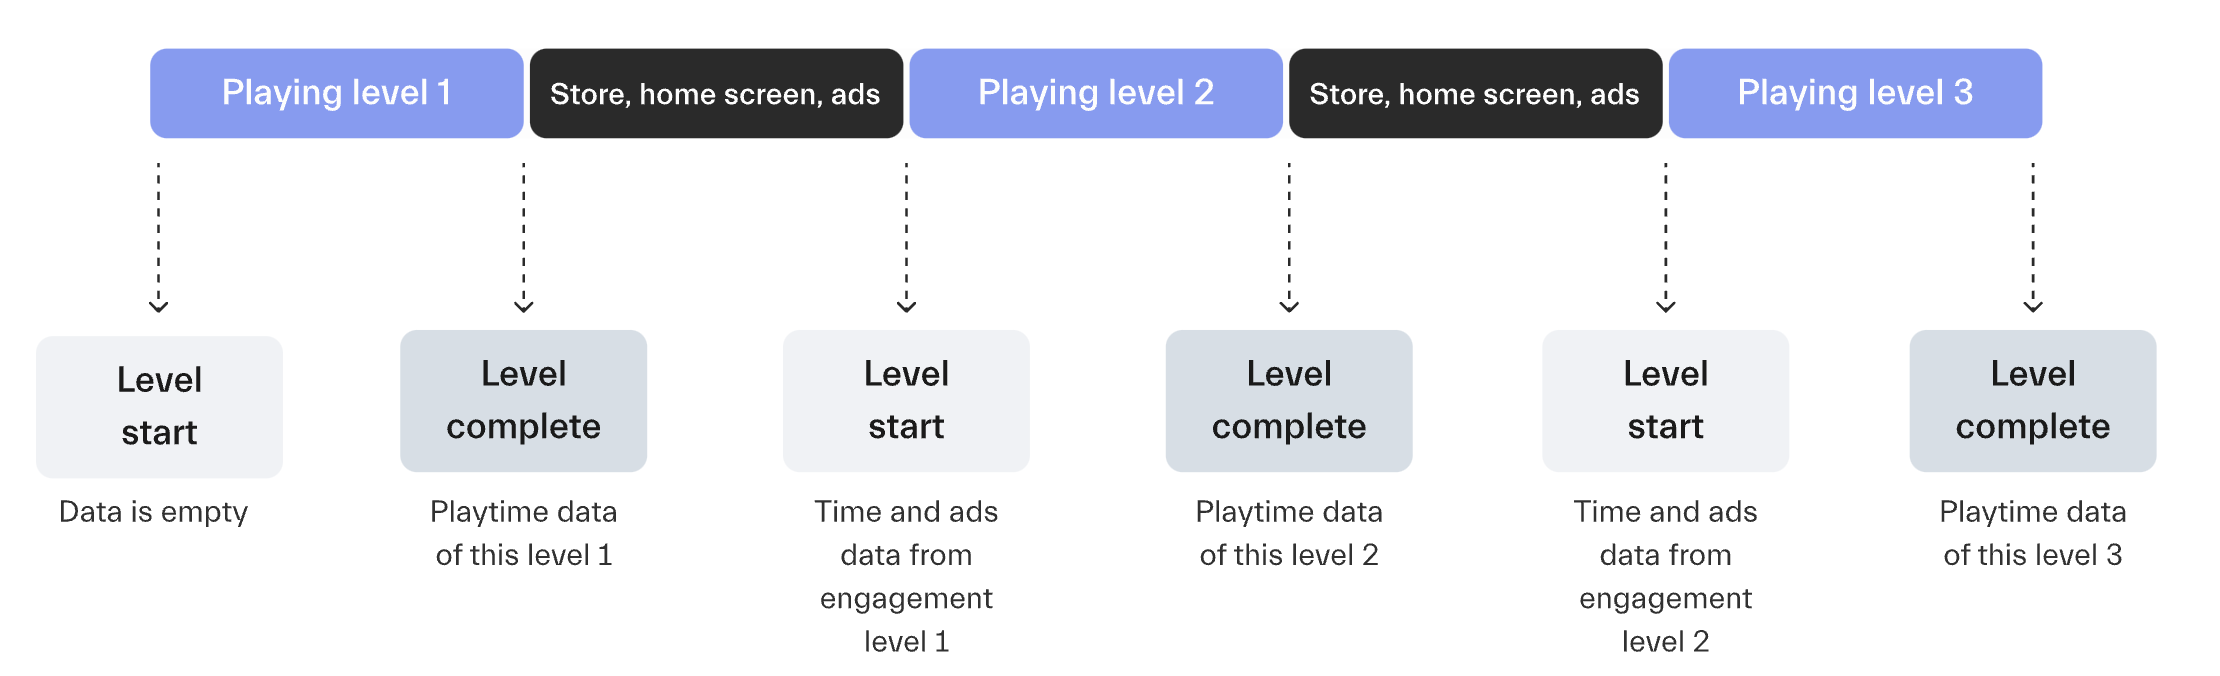 Playing level 1
Store, home screen, ads
Playing level 2
Store, home screen, ads
Playing level 3
Level
start
Data is empty
Level
complete
Playtime data
of this level 1
Level
start
Time and ads
data from
engagement
level 1
Level
complete
Playtime data
of this level 2
Level
start
Time and ads
data from
engagement
level 2
Level
complete
Playtime data
of this level 3